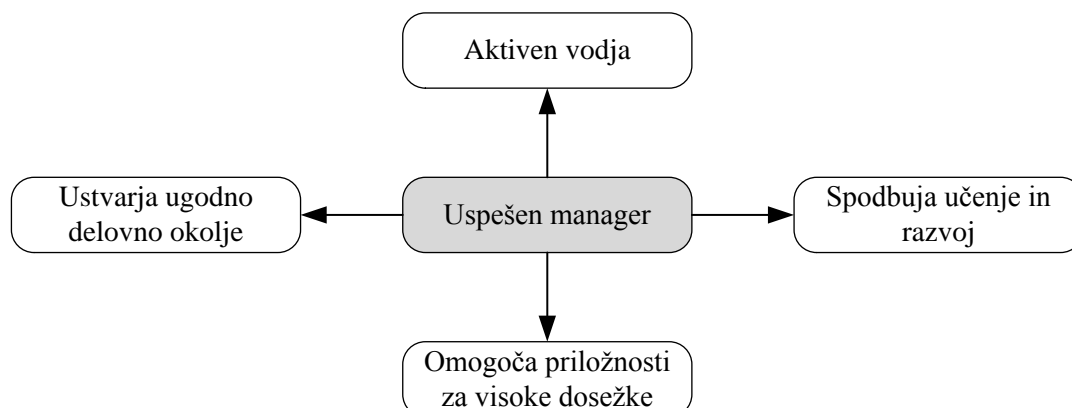 Aktiven vodja
Ustvarja ugodno
delovno okolje
Uspešen manager
Spodbuja učenje in
razvoj
Omogoča priložnosti
za visoke dosežke